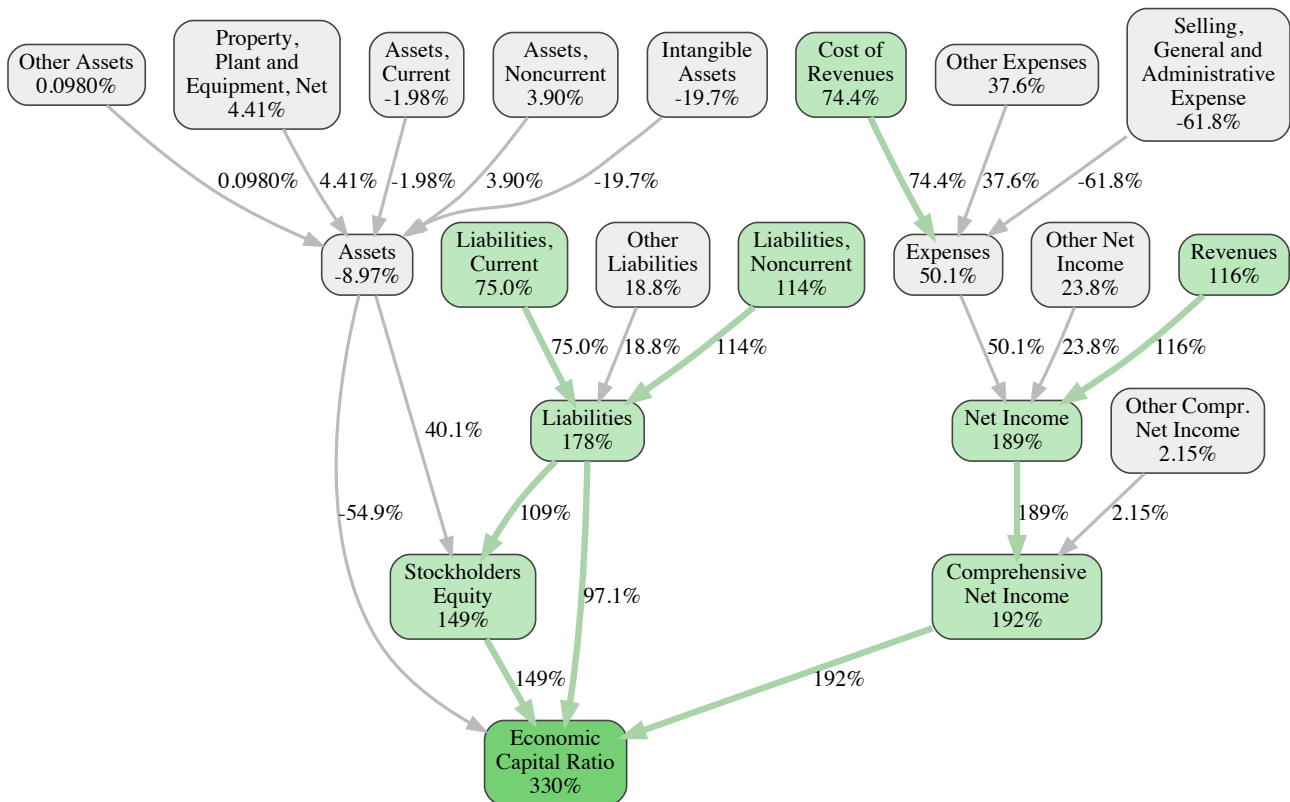 Other Assets
0.0980%
Property,
Plant and
Equipment, Net
4.41%
Assets,
Current
-1.98%
Assets,
Noncurrent
3.90%
Intangible
Assets
-19.7%
Cost of
Revenues
74.4%
Other Expenses
37.6%
Selling,
General and
Administrative
Expense
-61.8%
0.0980%
4.41%
-1.98%
3.90%
-19.7%
74.4%
37.6%
-61.8%
Assets
-8.97%
Liabilities,
Current
75.0%
Other
Liabilities
18.8%
Liabilities,
Noncurrent
114%
Expenses
50.1%
Other Net
Income
23.8%
Revenues
116%
75.0%
18.8%
114%
50.1%
23.8%
116%
40.1%
Liabilities
178%
Net Income
189%
Other Compr.
Net Income
2.15%
-54.9%
109%
97.1%
189%
2.15%
Stockholders
Equity
149%
Comprehensive
Net Income
192%
149%
192%
Economic
Capital Ratio
330%